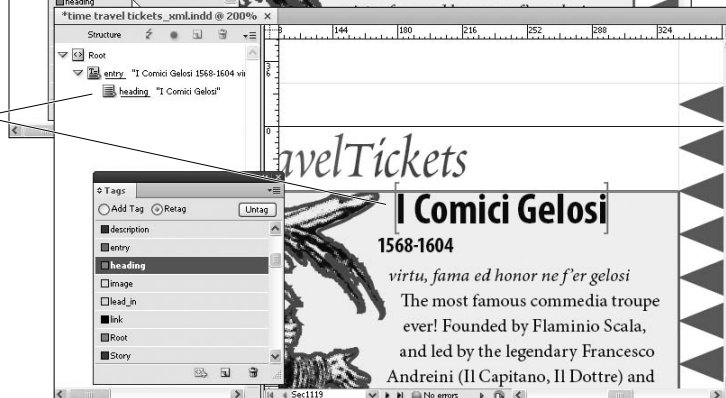 heading
*time travel tickets_xml.indd @ 200% ×
Structure
144 180 216 252 288 324
Root
entry "I Comici Gelosi 1568-1604 vir
heading "I Comici Gelosi"
avelTickets
Tags
Add Tag Retag Untag
description
entry
heading
image
lead_in
link
Root
Story
I Comici Gelosi
1568-1604
virtu, fama ed honor ne f'er gelosi
The most famous commedia troupe
ever! Founded by Flaminio Scala,
and led by the legendary Francesco
Andreini (Il Capitano, Il Dottre) and
Sec1:119 No errors